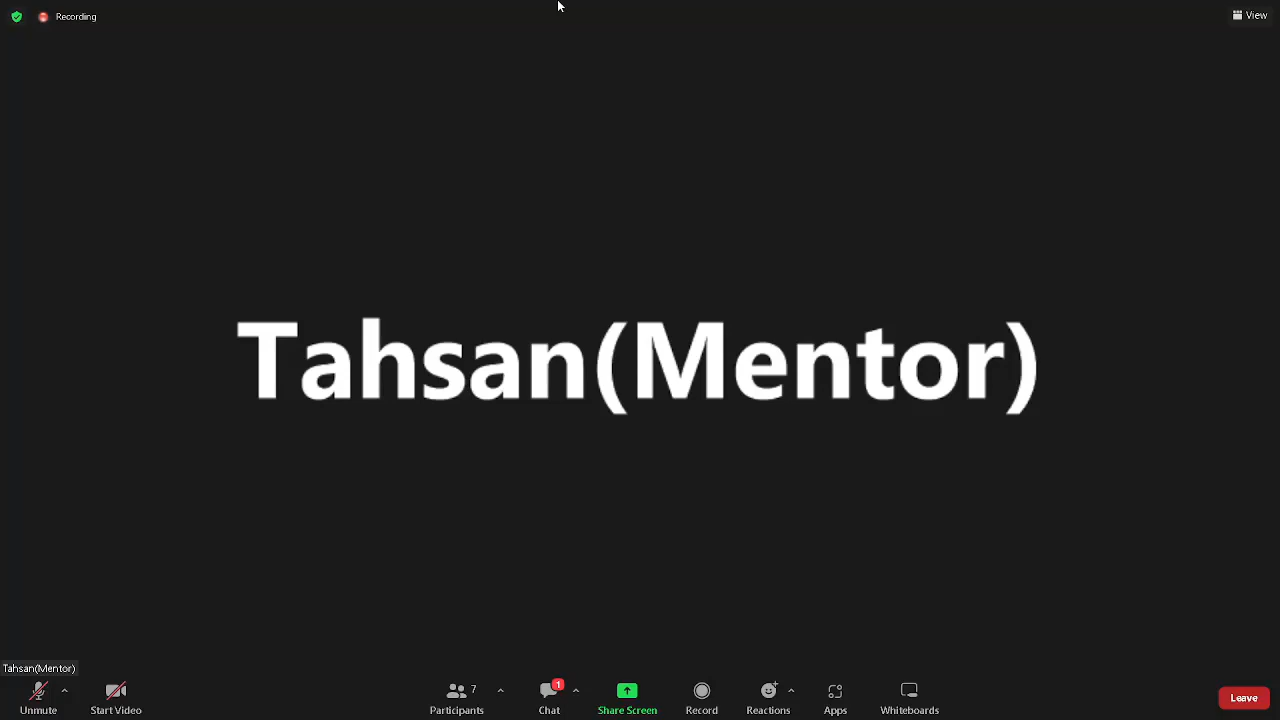 Recording
View
Tahsan(Mentor)
Tahsan(Mentor)
7
1
Unmute
Start Video
Participants
Chat
Share Screen
Record
Reactions
Apps
Whiteboards
Leave